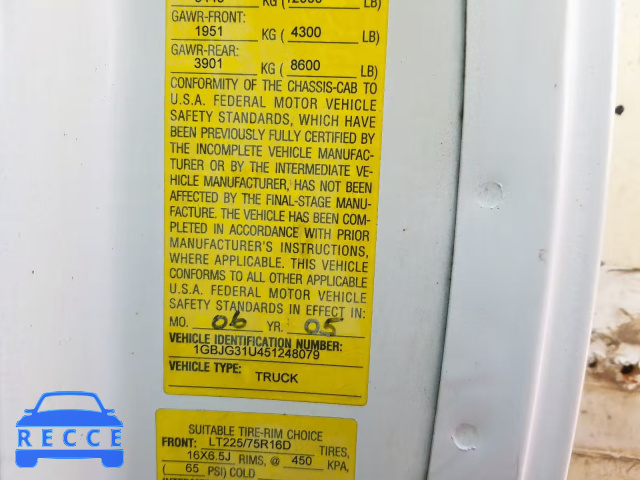 KG ( LB)
GAWR-FRONT:
1951 KG ( 4300 LB)
GAWR-REAR:
3901 KG ( 8600 LB)
CONFORMITY OF THE CHASSIS-CAB TO
U.S.A. FEDERAL MOTOR VEHICLE
SAFETY STANDARDS, WHICH HAVE
BEEN PREVIOUSLY FULLY CERTIFIED BY
THE INCOMPLETE VEHICLE MANUFAC-
TURER OR BY THE INTERMEDIATE VE-
HICLE MANUFACTURER, HAS NOT BEEN
AFFECTED BY THE FINAL-STAGE MANU-
FACTURE. THE VEHICLE HAS BEEN COM-
PLETED IN ACCORDANCE WITH PRIOR
MANUFACTURER'S INSTRUCTIONS,
WHERE APPLICABLE. THIS VEHICLE
CONFORMS TO ALL OTHER APPLICABLE
U.S.A. FEDERAL MOTOR VEHICLE
SAFETY STANDARDS IN EFFECT IN:
MO. 06 YR. 05
VEHICLE IDENTIFICATION NUMBER:
1GBJG31U451248079
VEHICLE TYPE: TRUCK
SUITABLE TIRE-RIM CHOICE
FRONT: LT225/75R16D TIRES,
16X6.5J RIMS, @ 450 KPA,
( 65 PSI) COLD
RECCE